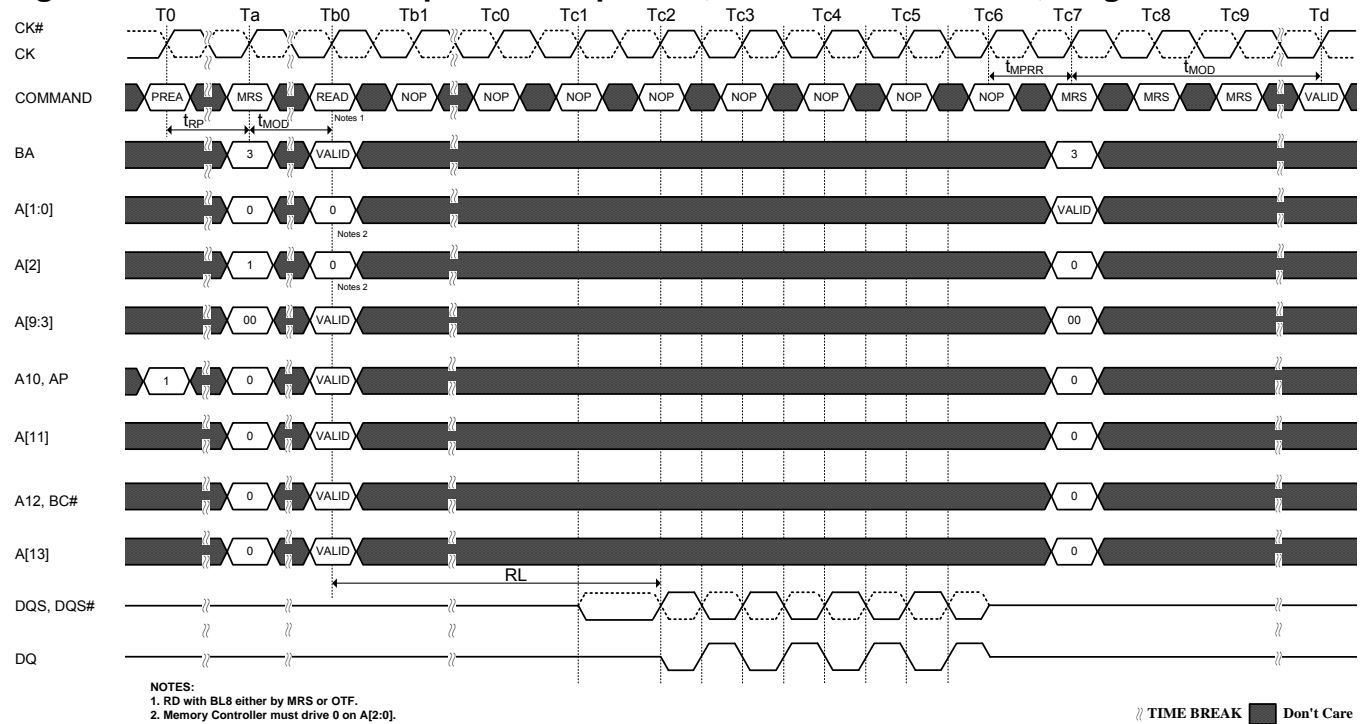 T0 Ta Tb0 Tb1 Tc0 Tc1 Tc2 Tc3 Tc4 Tc5 Tc6 Tc7 Tc8 Tc9 Td
CK#
CK
tMPRR tMOD
COMMAND PREA MRS READ NOP NOP NOP NOP NOP NOP NOP NOP MRS MRS MRS VALID
Notes 1
tRP tMOD
BA 3 VALID 3
A[1:0] 0 0 VALID
Notes 2
A[2] 1 0 0
Notes 2
A[9:3] 00 VALID 00
A10, AP 1 0 VALID 0
A[11] 0 VALID 0
A12, BC# 0 VALID 0
A[13] 0 VALID 0
RL
DQS, DQS#
DQ
NOTES:
1. RD with BL8 either by MRS or OTF.
2. Memory Controller must drive 0 on A[2:0].
TIME BREAK Don't Care